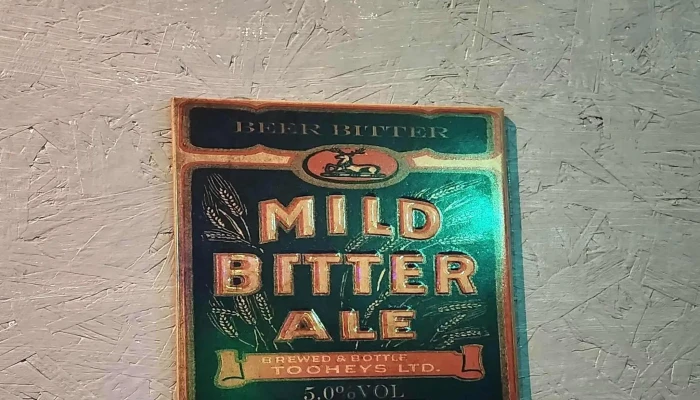 BEER BITTER
MILD
BITTER
ALE
BREWED & BOTTLE
TOOHEYS LTD.
5.0% VOL